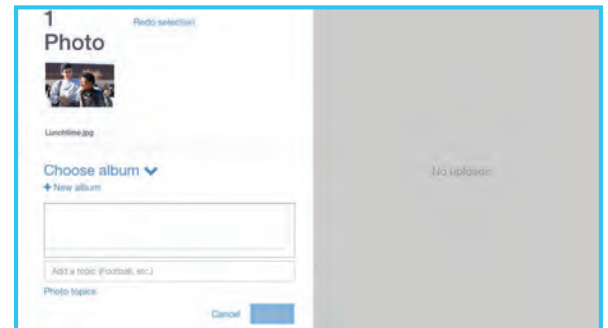 1
Photo
Redo selection
Lunchtime.jpg
Choose album
+ New album
Add a topic (Football, etc.)
Photo topics
Cancel
No uploads